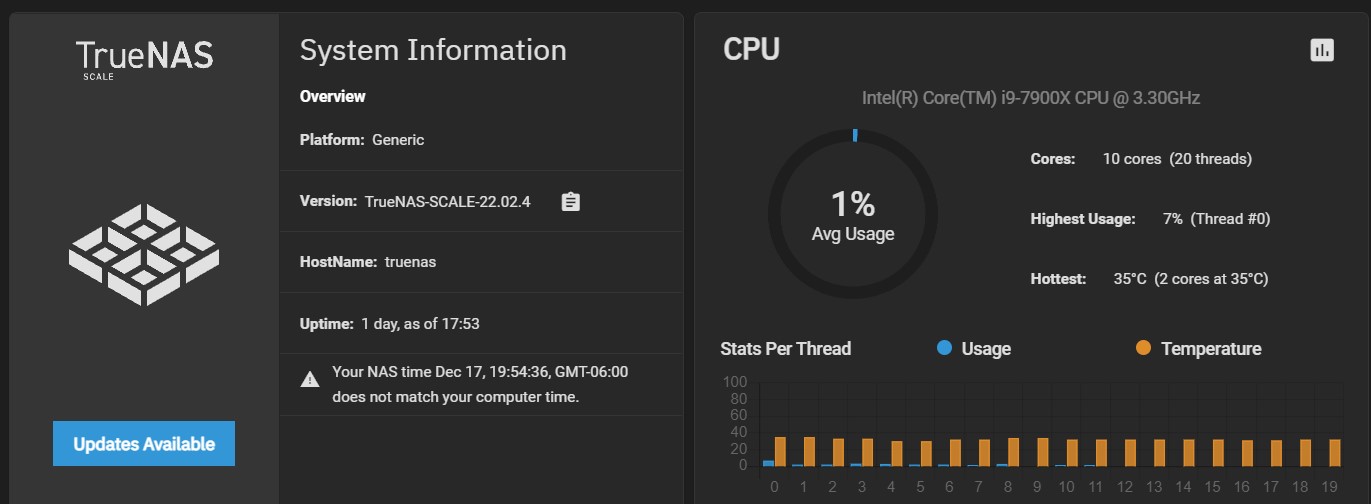 TrueNAS
SCALE
Updates Available
System Information
Overview
Platform: Generic
Version: TrueNAS-SCALE-22.02.4
HostName: truenas
Uptime: 1 day, as of 17:53
Your NAS time Dec 17, 19:54:36, GMT-06:00
does not match your computer time.
CPU
Intel(R) Core(TM) i9-7900X CPU @ 3.30GHz
1%
Avg Usage
Cores: 10 cores (20 threads)
Highest Usage: 7% (Thread #0)
Hottest: 35°C (2 cores at 35°C)
Stats Per Thread Usage Temperature
100
80
60
40
20
0
0 1 2 3 4 5 6 7 8 9 10 11 12 13 14 15 16 17 18 19